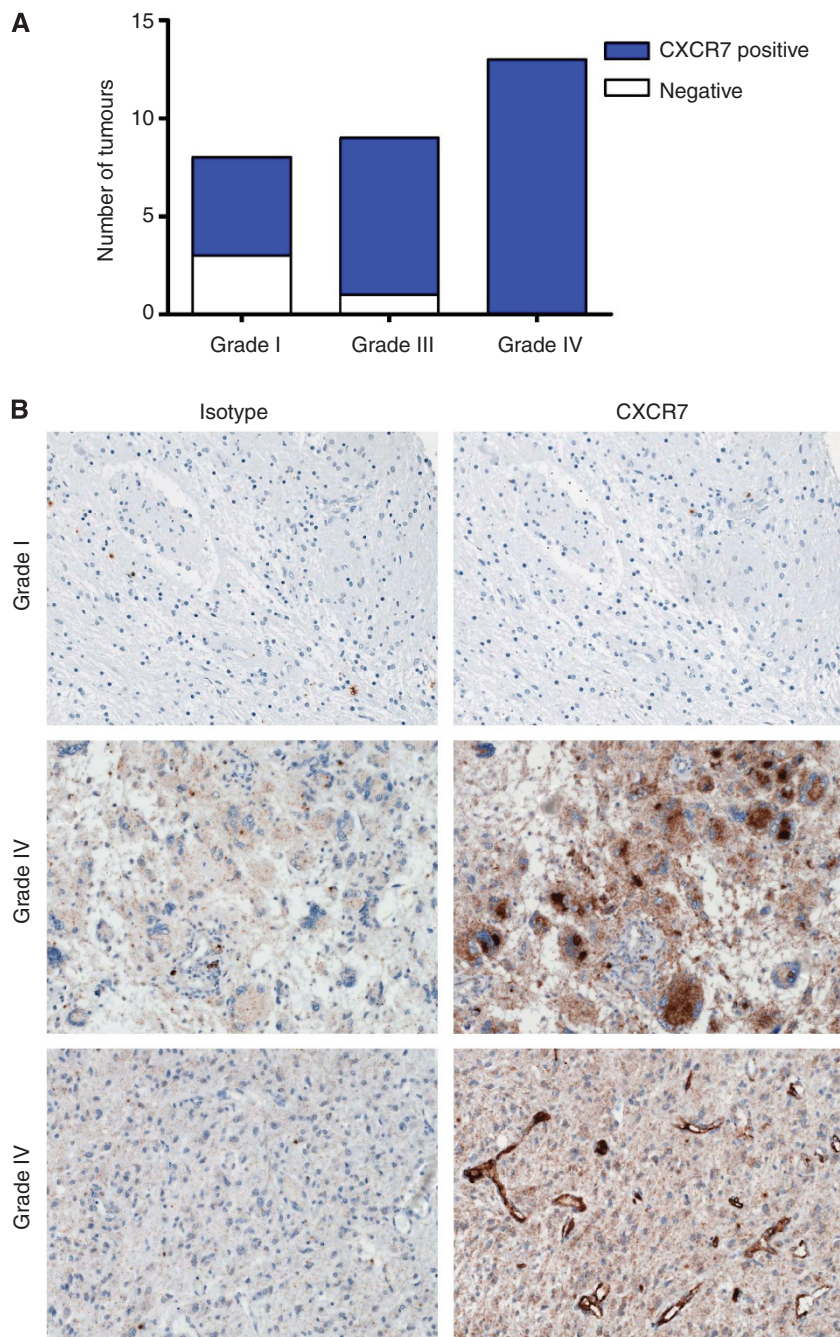 A
15
10
5
0
Number of tumours
CXCR7 positive
Negative
Grade I
Grade III
Grade IV
B
Isotype
CXCR7
Grade I
Grade IV
Grade IV